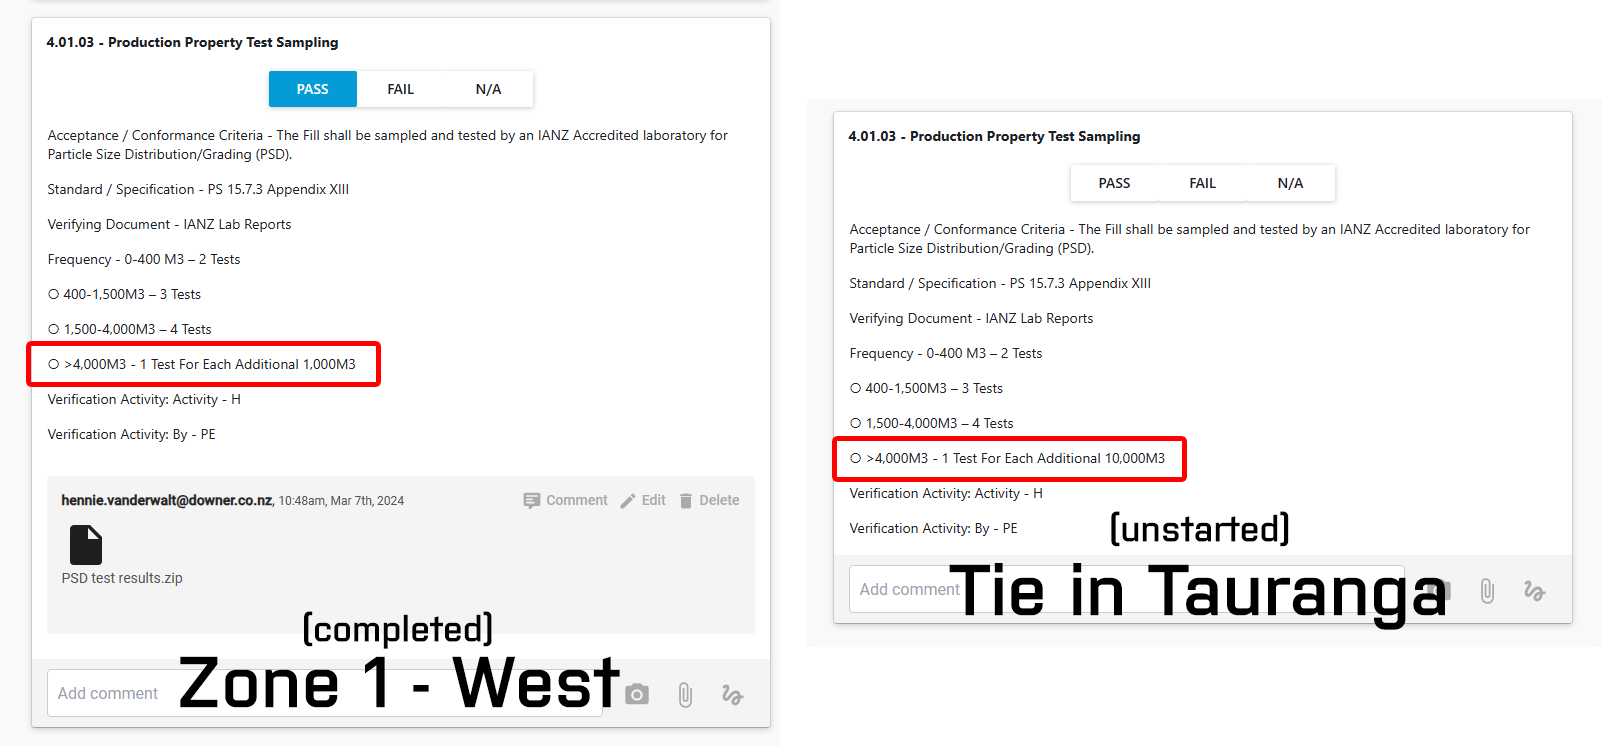 4.01.03 - Production Property Test Sampling
PASS FAIL N/A
Acceptance / Conformance Criteria - The Fill shall be sampled and tested by an IANZ Accredited laboratory for
Particle Size Distribution/Grading (PSD).
Standard / Specification - PS 15.7.3 Appendix XIII
Verifying Document - IANZ Lab Reports
Frequency - 0-400 M3 – 2 Tests
O 400-1,500M3 – 3 Tests
O 1,500-4,000M3 – 4 Tests
O >4,000M3 - 1 Test For Each Additional 1,000M3
Verification Activity: Activity - H
Verification Activity: By - PE
hennie.vanderwalt@downer.co.nz, 10:48am, Mar 7th, 2024 Comment Edit Delete
PSD test results.zip
(completed)
Zone 1 - West
Add comment
4.01.03 - Production Property Test Sampling
PASS FAIL N/A
Acceptance / Conformance Criteria - The Fill shall be sampled and tested by an IANZ Accredited laboratory for
Particle Size Distribution/Grading (PSD).
Standard / Specification - PS 15.7.3 Appendix XIII
Verifying Document - IANZ Lab Reports
Frequency - 0-400 M3 – 2 Tests
O 400-1,500M3 – 3 Tests
O 1,500-4,000M3 – 4 Tests
O >4,000M3 - 1 Test For Each Additional 10,000M3
Verification Activity: Activity - H
Verification Activity: By - PE
(unstarted)
Tie in Tauranga
Add comment